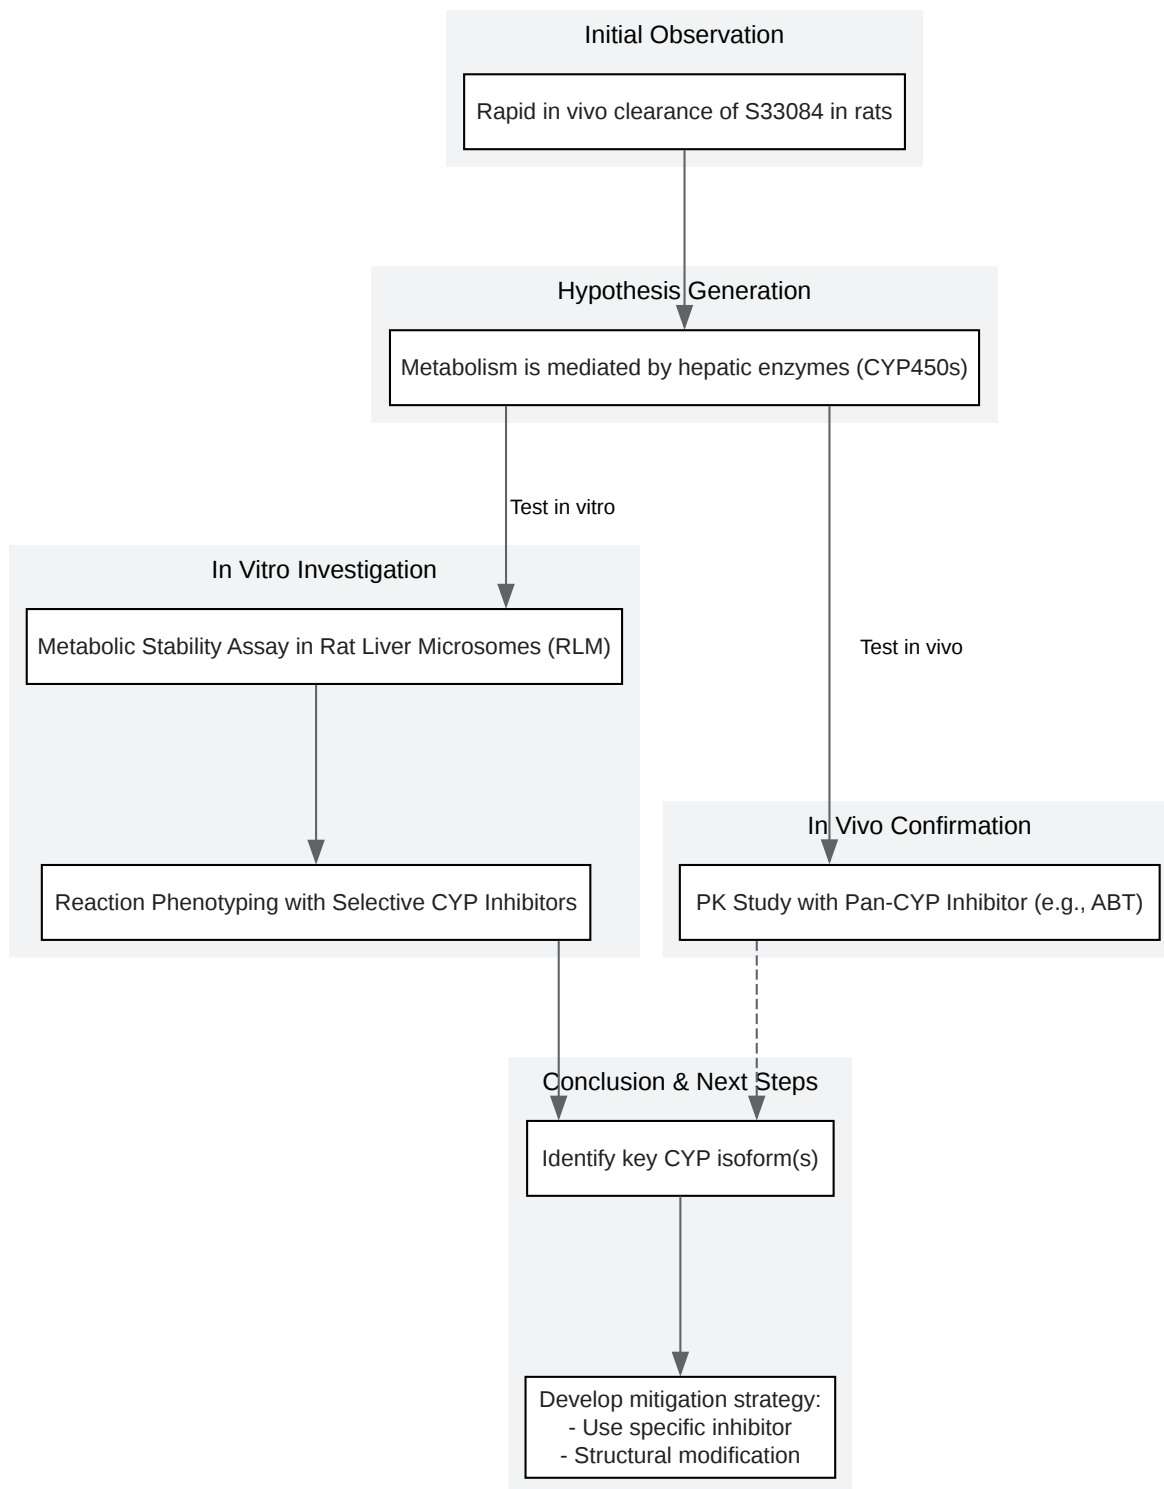 Initial Observation
Rapid in vivo clearance of S33084 in rats
Hypothesis Generation
Metabolism is mediated by hepatic enzymes (CYP450s)
Test in vitro
In Vitro Investigation
Metabolic Stability Assay in Rat Liver Microsomes (RLM)
Test in vivo
Reaction Phenotyping with Selective CYP Inhibitors
In Vivo Confirmation
PK Study with Pan-CYP Inhibitor (e.g., ABT)
Conclusion & Next Steps
Identify key CYP isoform(s)
Develop mitigation strategy:
- Use specific inhibitor
- Structural modification